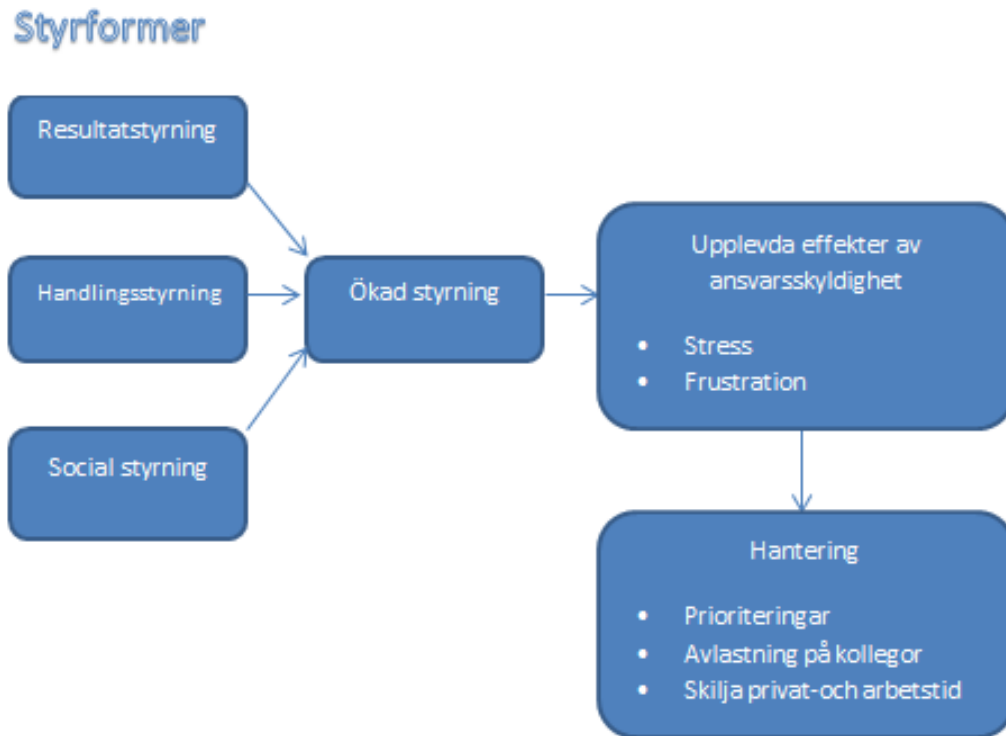 Styrformer
Resultatstyrning
Handlingsstyrning
Social styrning
Ökad styrning
Upplevda effekter av
ansvarsskyldighet
• Stress
• Frustration
Hantering
• Prioriteringar
• Avlastning på kollegor
• Skilja privat-och arbetstid